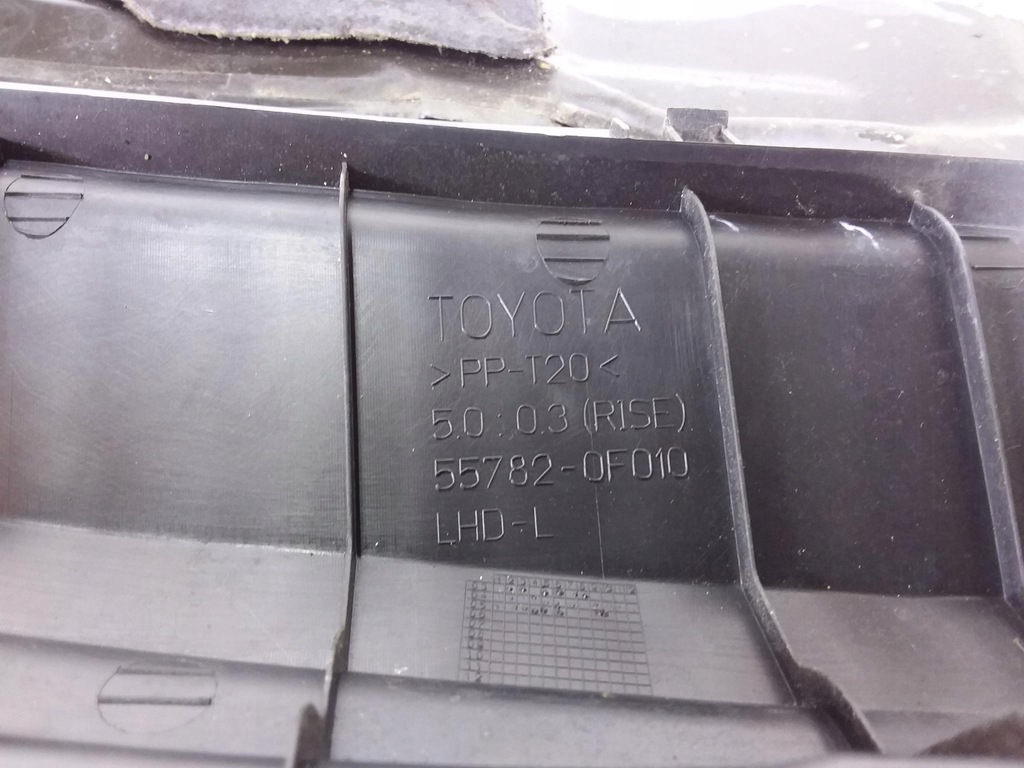 TOYOTA
>PP-T20<
5.0:0.3 (RISE)
55782-0F010
LHD-L